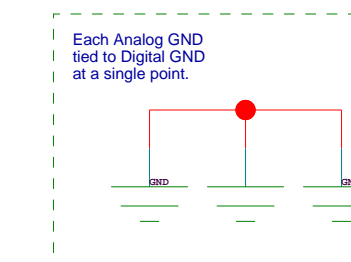 Each Analog GND
tied to Digital GND
at a single point.
GND